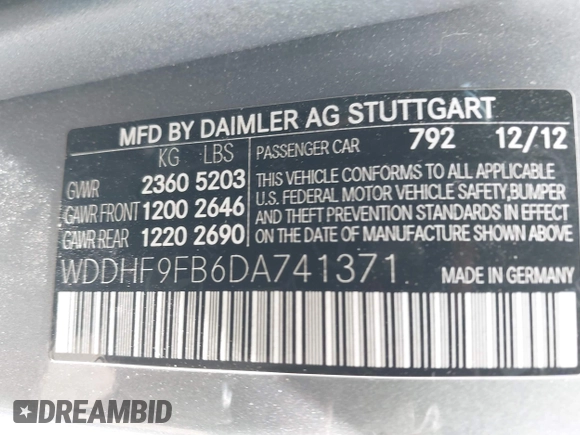 MFD BY DAIMLER AG STUTTGART
KG LBS PASSENGER CAR 792 12/12
GVWR 2360 5203
GAWR FRONT 1200 2646
GAWR REAR 1220 2690
THIS VEHICLE CONFORMS TO ALL APPLICABLE
U.S. FEDERAL MOTOR VEHICLE SAFETY,BUMPER
AND THEFT PREVENTION STANDARDS IN EFFECT
ON DATE OF MANUFACTURE SHOWN ABOVE.
WDDHF9FB6DA741371 MADE IN GERMANY
DREAMBID